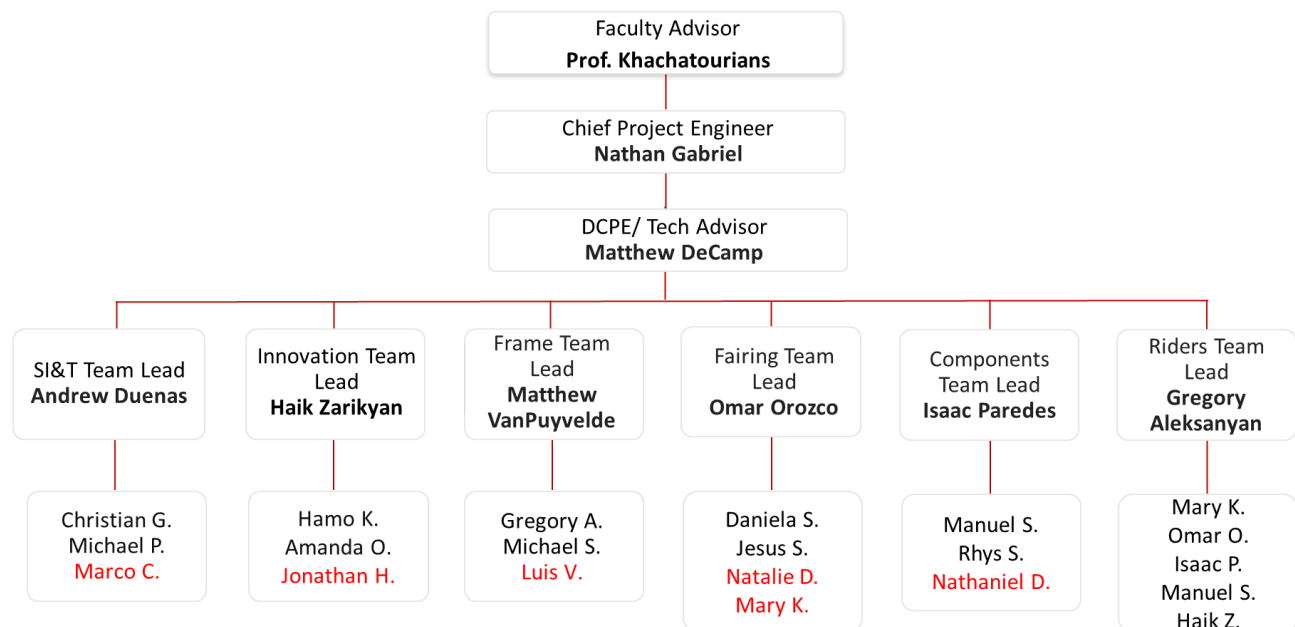 Faculty Advisor
Prof. Khachatourians
Chief Project Engineer
Nathan Gabriel
DCPE/ Tech Advisor
Matthew DeCamp
SI&T Team Lead
Andrew Duenas
Innovation Team
Lead
Haik Zarikyan
Frame Team
Lead
Matthew
VanPuyvelde
Fairing Team
Lead
Omar Orozco
Components
Team Lead
Isaac Paredes
Riders Team
Lead
Gregory
Aleksanyan
Christian G.
Michael P.
Marco C.
Hamo K.
Amanda O.
Jonathan H.
Gregory A.
Michael S.
Luis V.
Daniela S.
Jesus S.
Natalie D.
Mary K.
Manuel S.
Rhys S.
Nathaniel D.
Mary K.
Omar O.
Isaac P.
Manuel S.
Haik Z.